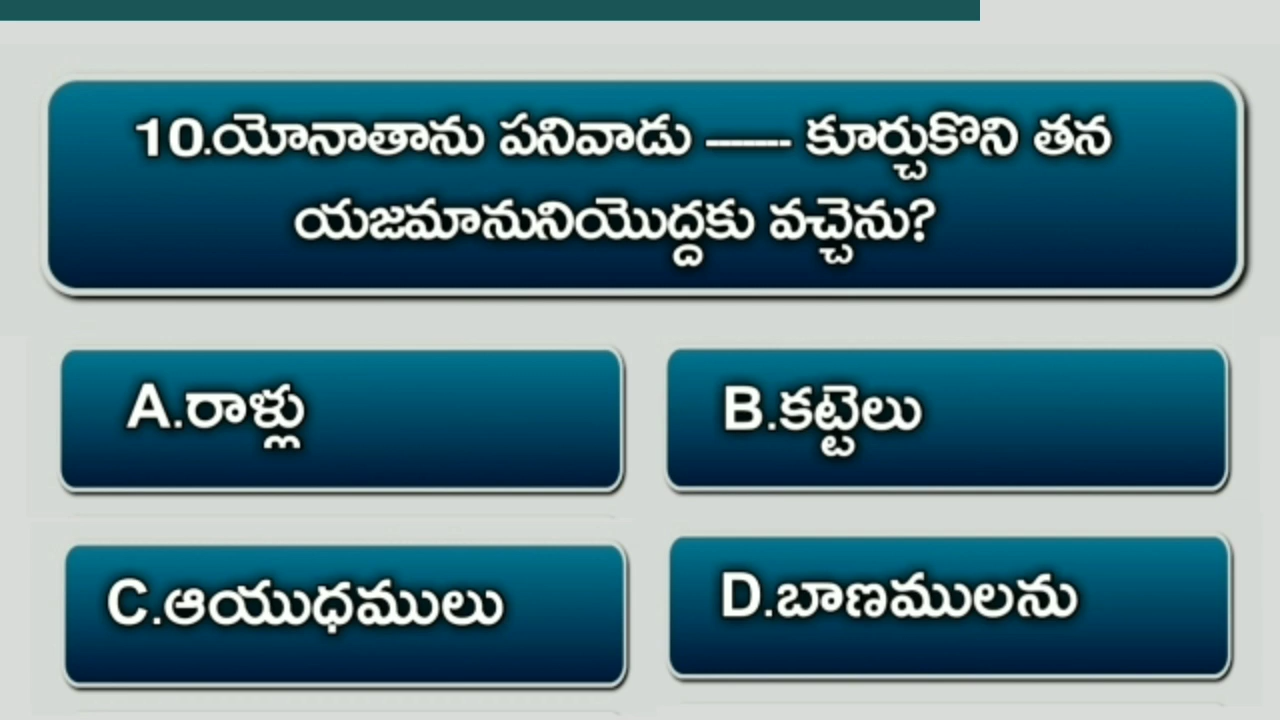 10.యోనాతాను పనివాడు ------- కూర్చుకొని తన
యజమానునియొద్దకు వచ్చెను?
A.రాళ్లు
B.కట్టెలు
C.ఆయుధములు
D.బాణములను